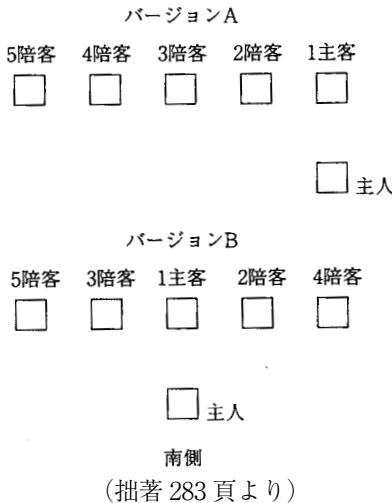 バージョンA
5陪客 4陪客 3陪客 2陪客 1主客
主人
バージョンB
5陪客 3陪客 1主客 2陪客 4陪客
主人
南側
(拙著 283 頁より)